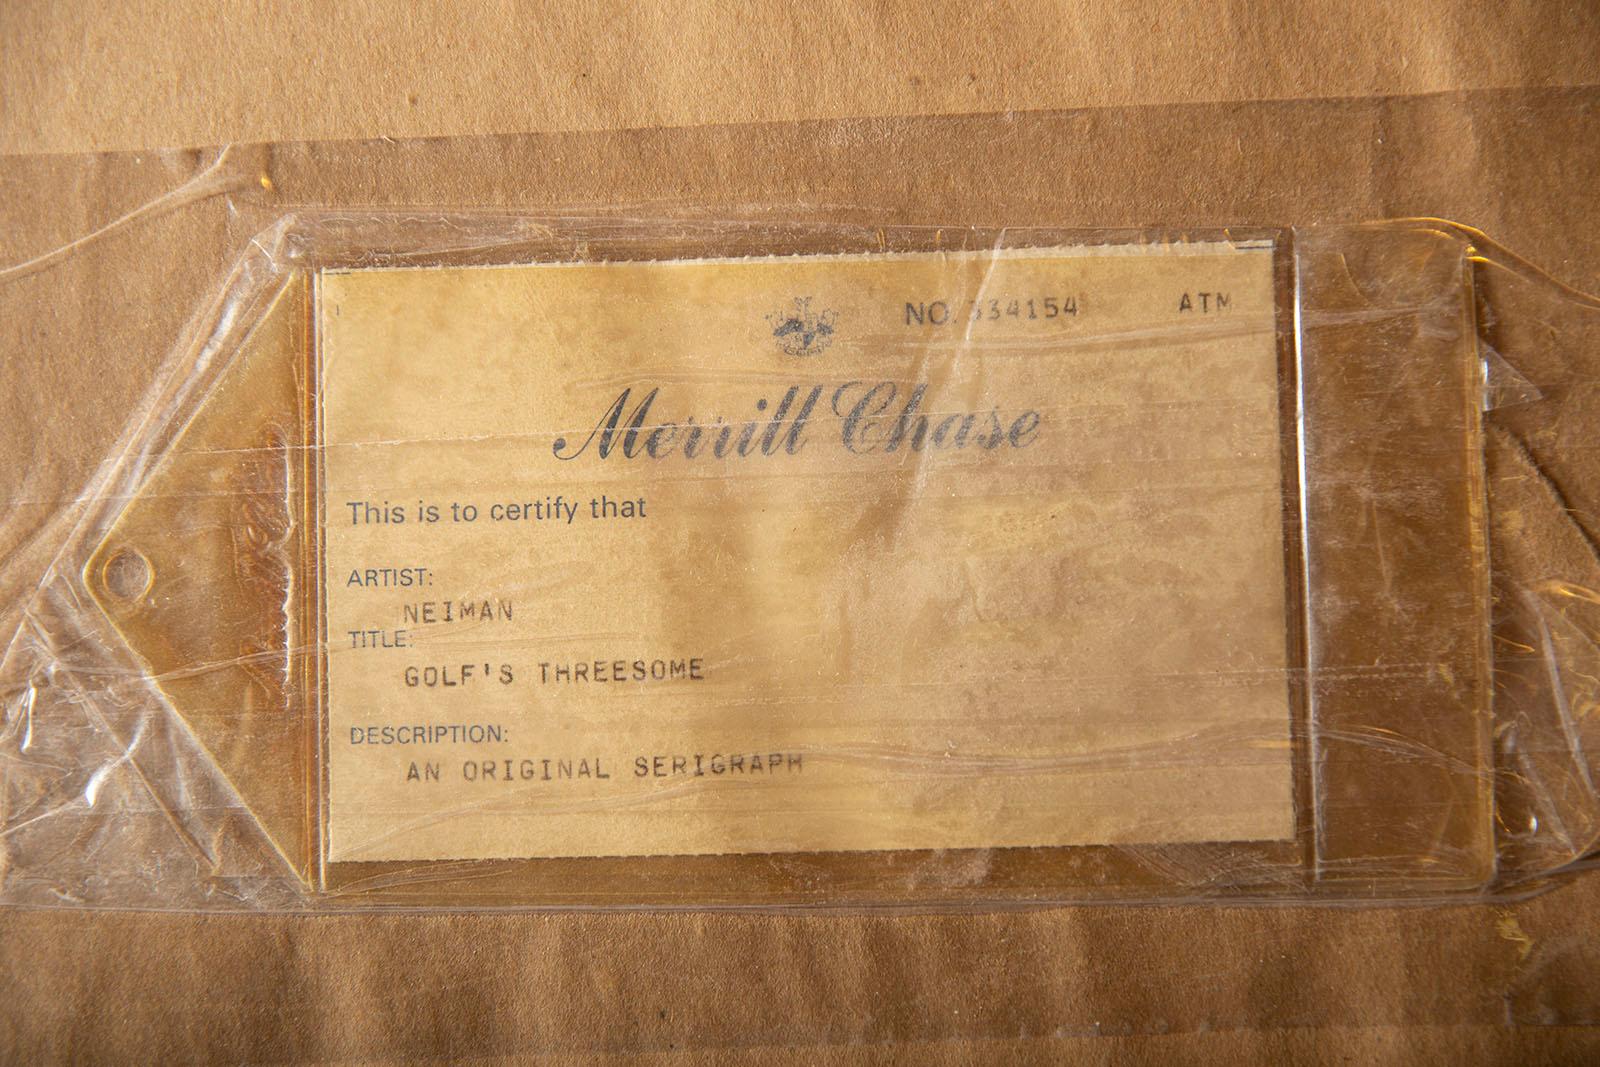 NO. 334154 ATM
Merrill Chase
This is to certify that
ARTIST:
NEIMAN
TITLE:
GOLF'S THREESOME
DESCRIPTION:
AN ORIGINAL SERIGRAPH